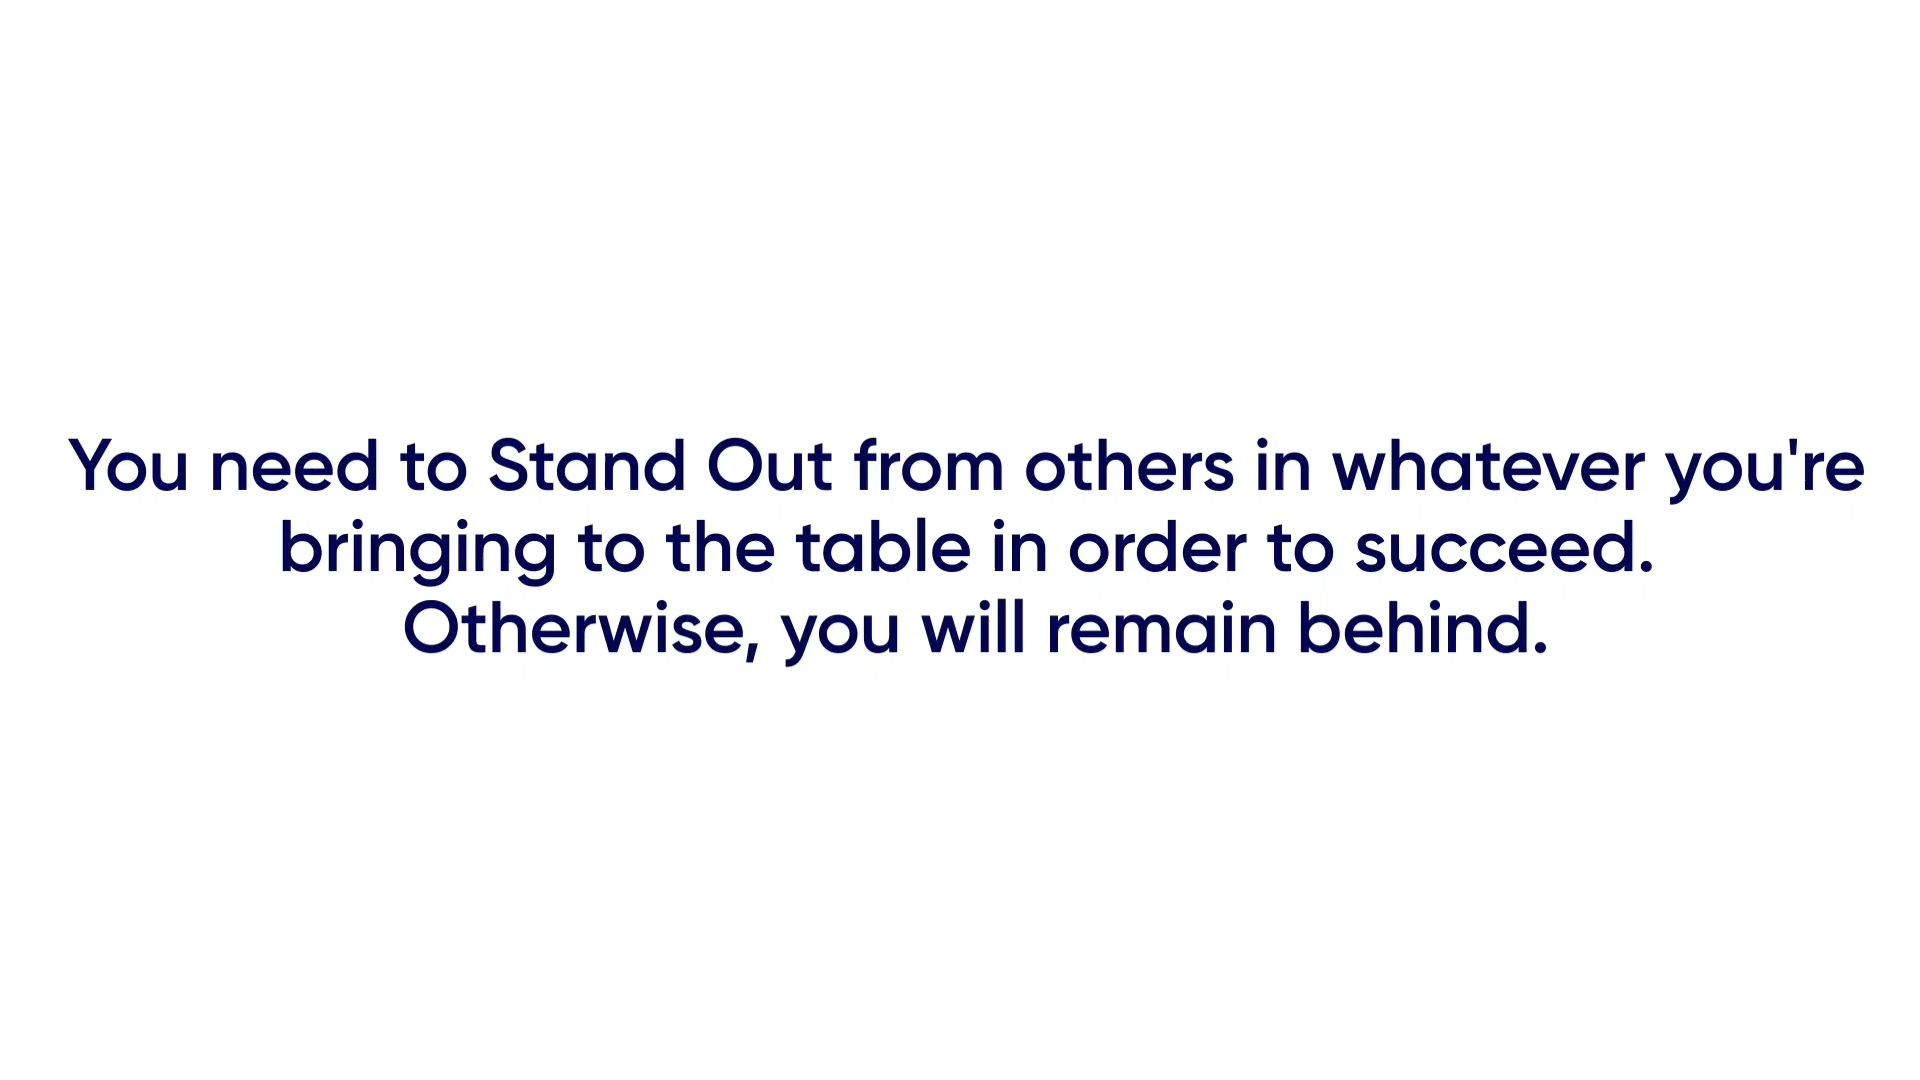 You need to Stand Out from others in whatever you're
bringing to the table in order to succeed.
Otherwise, you will remain behind.